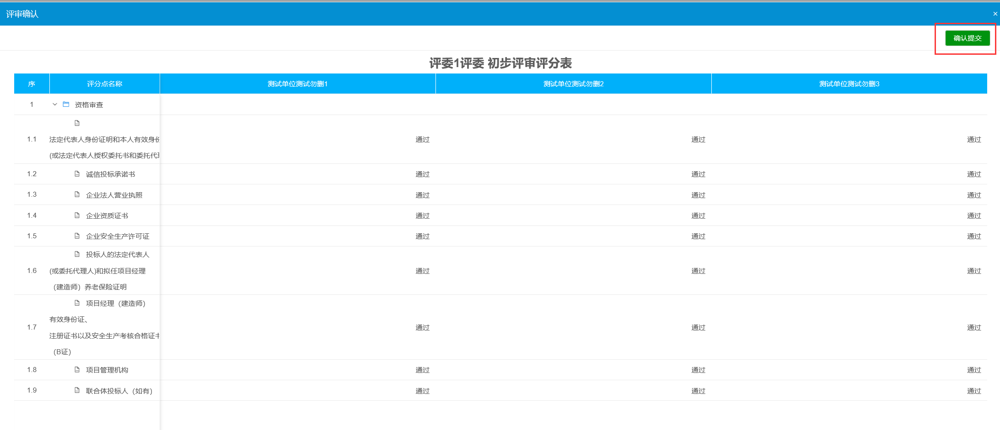 评审确认
×
确认提交
评委1评委 初步评审评分表
序 评分点名称 测试单位测试勿删1 测试单位测试勿删2 测试单位测试勿删3
1 资格审查
1.1 法定代表人身份证明和本人有效身份 通过 通过 通过
(或法定代表人授权委托书和委托代理
1.2 诚信投标承诺书 通过 通过 通过
1.3 企业法人营业执照 通过 通过 通过
1.4 企业资质证书 通过 通过 通过
1.5 企业安全生产许可证 通过 通过 通过
投标人的法定代表人
1.6 (或委托代理人)和拟任项目经理 通过 通过 通过
（建造师）养老保险证明
项目经理（建造师）
有效身份证、
1.7 通过 通过 通过
注册证书以及安全生产考核合格证书
（B证）
1.8 项目管理机构 通过 通过 通过
1.9 联合体投标人（如有） 通过 通过 通过